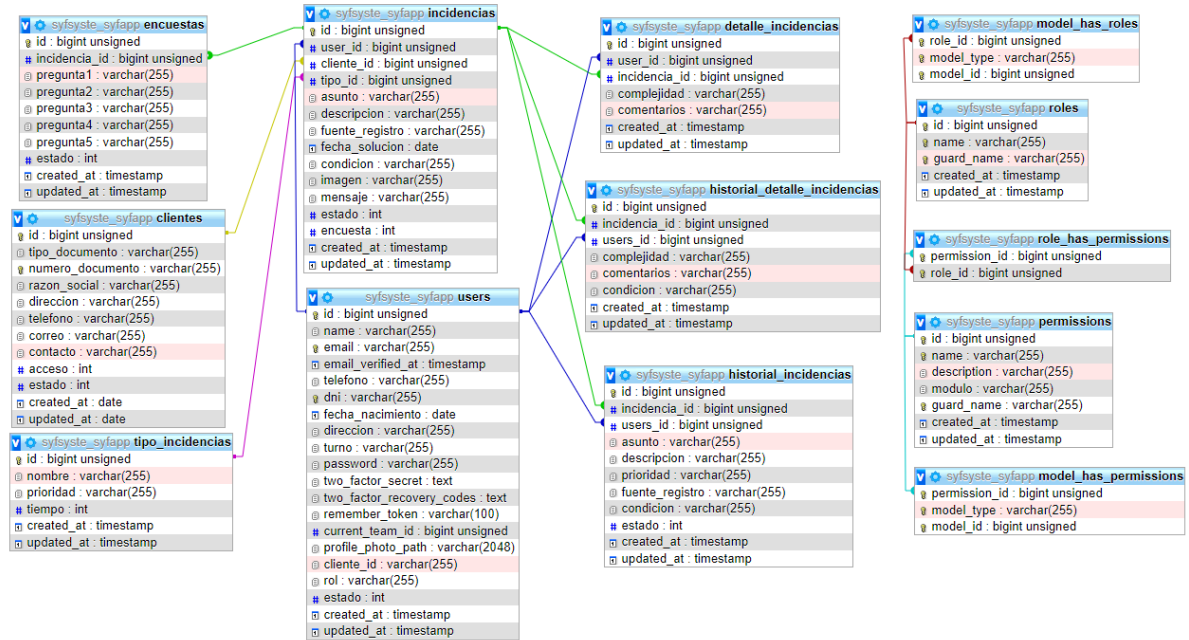 syfsyste_syfapp encuestas
id : bigint unsigned
incidencia_id : bigint unsigned
pregunta1 : varchar(255)
pregunta2 : varchar(255)
pregunta3 : varchar(255)
pregunta4 : varchar(255)
pregunta5 : varchar(255)
estado : int
created_at : timestamp
updated_at : timestamp
syfsyste_syfapp clientes
id : bigint unsigned
tipo_documento : varchar(255)
numero_documento : varchar(255)
razon_social : varchar(255)
direccion : varchar(255)
telefono : varchar(255)
correo : varchar(255)
contacto : varchar(255)
acceso : int
estado : int
created_at : date
updated_at : date
syfsyste_syfapp tipo_incidencias
id : bigint unsigned
nombre : varchar(255)
prioridad : varchar(255)
tiempo : int
created_at : timestamp
updated_at : timestamp
syfsyste_syfapp incidencias
id : bigint unsigned
user_id : bigint unsigned
cliente_id : bigint unsigned
tipo_id : bigint unsigned
asunto : varchar(255)
descripcion : varchar(255)
fuente_registro : varchar(255)
fecha_solucion : date
condicion : varchar(255)
imagen : varchar(255)
mensaje : varchar(255)
estado : int
encuesta : int
created_at : timestamp
updated_at : timestamp
syfsyste_syfapp users
id : bigint unsigned
name : varchar(255)
email : varchar(255)
email_verified_at : timestamp
telefono : varchar(255)
dni : varchar(255)
fecha_nacimiento : date
direccion : varchar(255)
turno : varchar(255)
password : varchar(255)
two_factor_secret : text
two_factor_recovery_codes : text
remember_token : varchar(100)
current_team_id : bigint unsigned
profile_photo_path : varchar(2048)
cliente_id : varchar(255)
rol : varchar(255)
estado : int
created_at : timestamp
updated_at : timestamp
syfsyste_syfapp detalle_incidencias
id : bigint unsigned
user_id : bigint unsigned
incidencia_id : bigint unsigned
complejidad : varchar(255)
comentarios : varchar(255)
created_at : timestamp
updated_at : timestamp
syfsyste_syfapp historial_detalle_incidencias
id : bigint unsigned
incidencia_id : bigint unsigned
users_id : bigint unsigned
complejidad : varchar(255)
comentarios : varchar(255)
condicion : varchar(255)
created_at : timestamp
updated_at : timestamp
syfsyste_syfapp historial_incidencias
id : bigint unsigned
incidencia_id : bigint unsigned
users_id : bigint unsigned
asunto : varchar(255)
descripcion : varchar(255)
prioridad : varchar(255)
fuente_registro : varchar(255)
condicion : varchar(255)
estado : int
created_at : timestamp
updated_at : timestamp
syfsyste_syfapp model_has_roles
role_id : bigint unsigned
model_type : varchar(255)
model_id : bigint unsigned
syfsyste_syfapp roles
id : bigint unsigned
name : varchar(255)
guard_name : varchar(255)
created_at : timestamp
updated_at : timestamp
syfsyste_syfapp role_has_permissions
permission_id : bigint unsigned
role_id : bigint unsigned
syfsyste_syfapp permissions
id : bigint unsigned
name : varchar(255)
description : varchar(255)
modulo : varchar(255)
guard_name : varchar(255)
created_at : timestamp
updated_at : timestamp
syfsyste_syfapp model_has_permissions
permission_id : bigint unsigned
model_type : varchar(255)
model_id : bigint unsigned